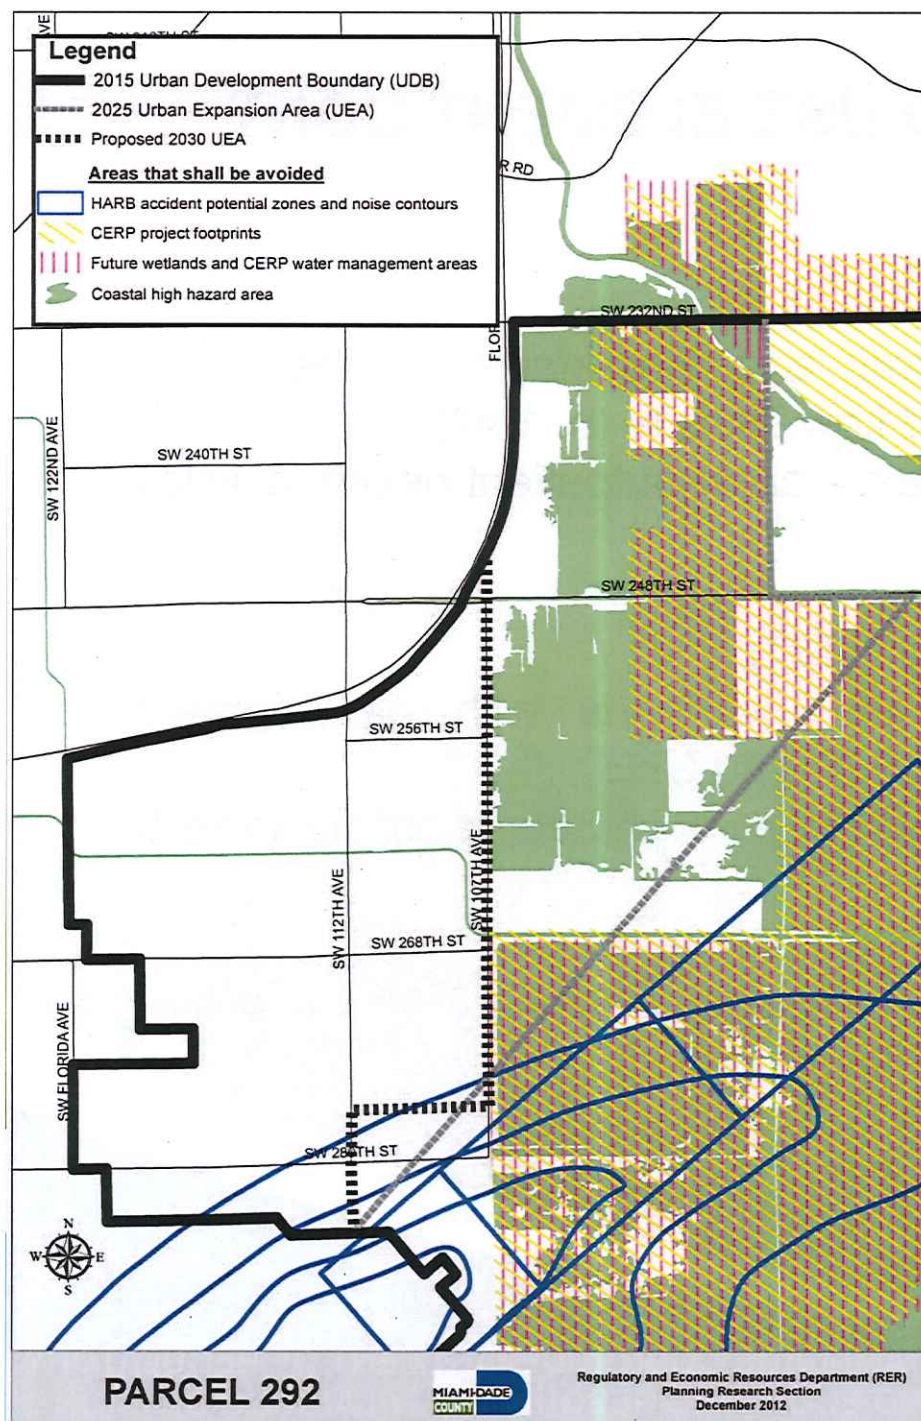 AVE
Legend
2015 Urban Development Boundary (UDB)
2025 Urban Expansion Area (UEA)
Proposed 2030 UEA
Areas that shall be avoided
HARB accident potential zones and noise contours
CERP project footprints
Future wetlands and CERP water management areas
Coastal high hazard area
R RD
SW 232ND ST
FLOR
SW 122ND AVE
SW 240TH ST
SW 248TH ST
SW 256TH ST
SW 107TH AVE
SW 112TH AVE
SW 268TH ST
SW FLORIDA AVE
SW 280TH ST
N
W E
S
PARCEL 292
MIAMI-DADE
COUNTY
Regulatory and Economic Resources Department (RER)
Planning Research Section
December 2012